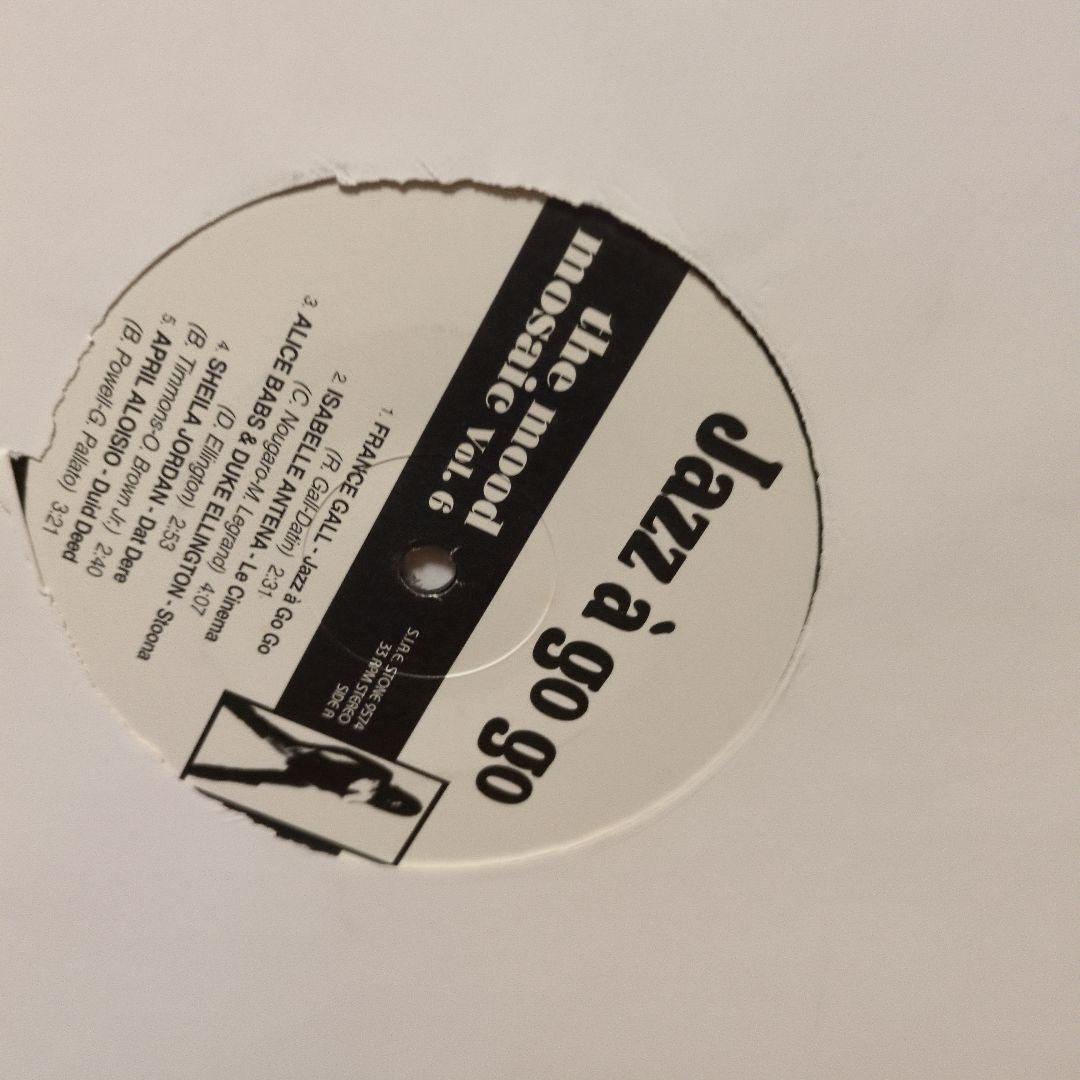 Jazz à go go
the mood
mosaic Vol. 6
S.I.A.E. STONE 9574
33 RPM STEREO
SIDE A
1. FRANCE GALL - Jazz à Go Go
(R. Gall-Datin) 2:31
2. ISABELLE ANTENA - Le Cinema
(C. Nougaro-M. Legrand) 4:07
3. ALICE BABS & DUKE ELLINGTON - Stoona
(D. Ellington) 2:53
4. SHEILA JORDAN - Dat Dere
(B. Timmons-O. Brown Jr.) 2:40
5. APRIL ALOISIO - Duid Deed
(B. Powell-G. Pallato) 3:21